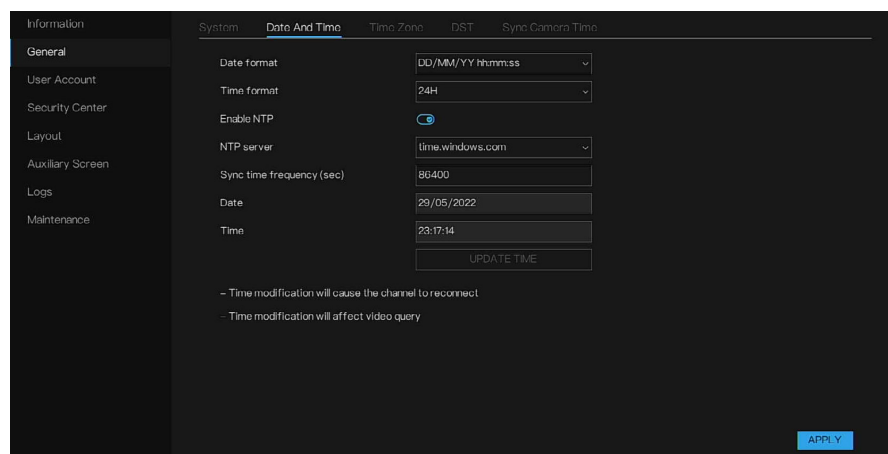 Information
General
User Account
Security Center
Layout
Auxiliary Screen
Logs
Maintenance
System Date And Time Time Zone DST Sync Camera Time
Date format DD/MM/YY hh:mm:ss
Time format 24H
Enable NTP
NTP server time.windows.com
Sync time frequency (sec) 86400
Date 29/05/2022
Time 23:17:14
UPDATE TIME
– Time modification will cause the channel to reconnect
– Time modification will affect video query
APPLY